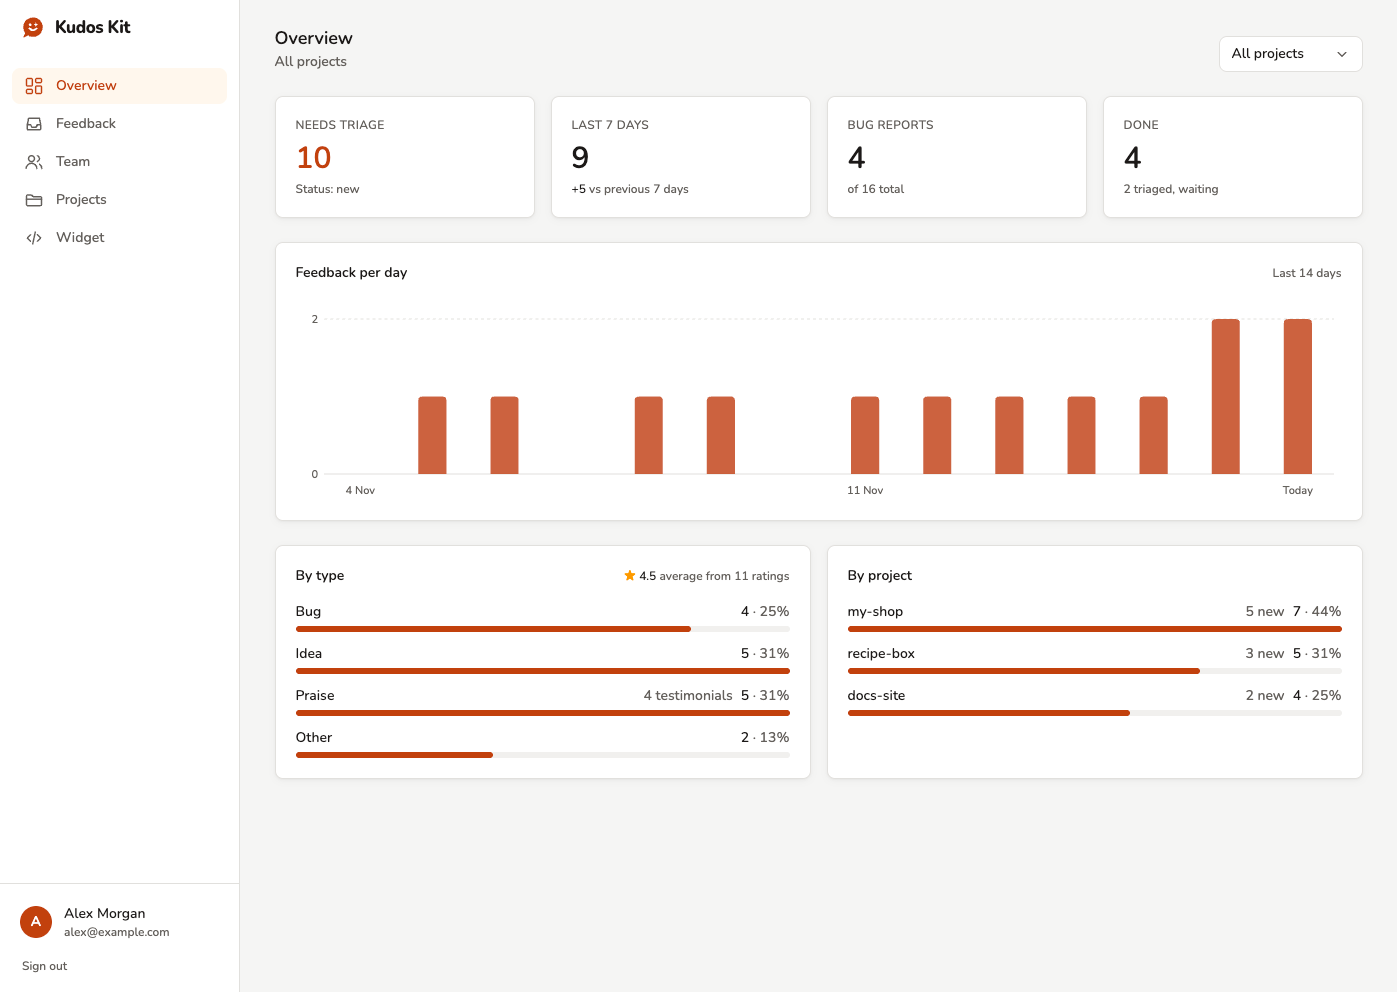 Kudos Kit
Overview
Feedback
Team
Projects
Widget
Alex Morgan
alex@example.com
Sign out
Overview
All projects
All projects
NEEDS TRIAGE
10
Status: new
LAST 7 DAYS
9
+5 vs previous 7 days
BUG REPORTS
4
of 16 total
DONE
4
2 triaged, waiting
Feedback per day
Last 14 days
2
0
4 Nov
11 Nov
Today
By type
4.5 average from 11 ratings
Bug
4 · 25%
Idea
5 · 31%
Praise
4 testimonials 5 · 31%
Other
2 · 13%
By project
my-shop
5 new 7 · 44%
recipe-box
3 new 5 · 31%
docs-site
2 new 4 · 25%
A